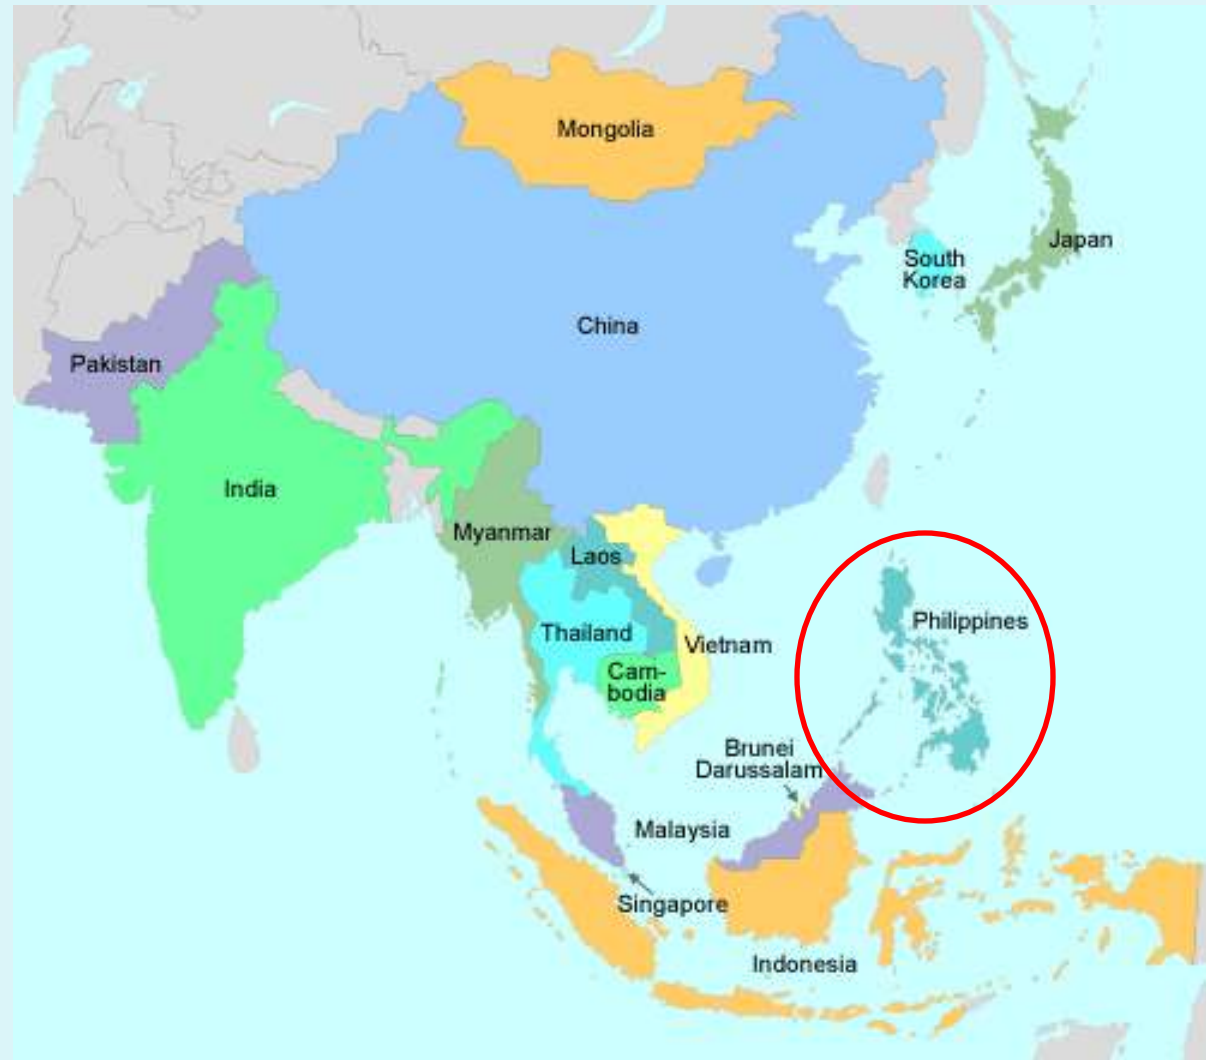 Mongolia
Japan
South
Korea
China
Pakistan
India
Myanmar
Laos
Philippines
Thailand
Vietnam
Cam-
bodia
Brunei
Darussalam
Malaysia
Singapore
Indonesia